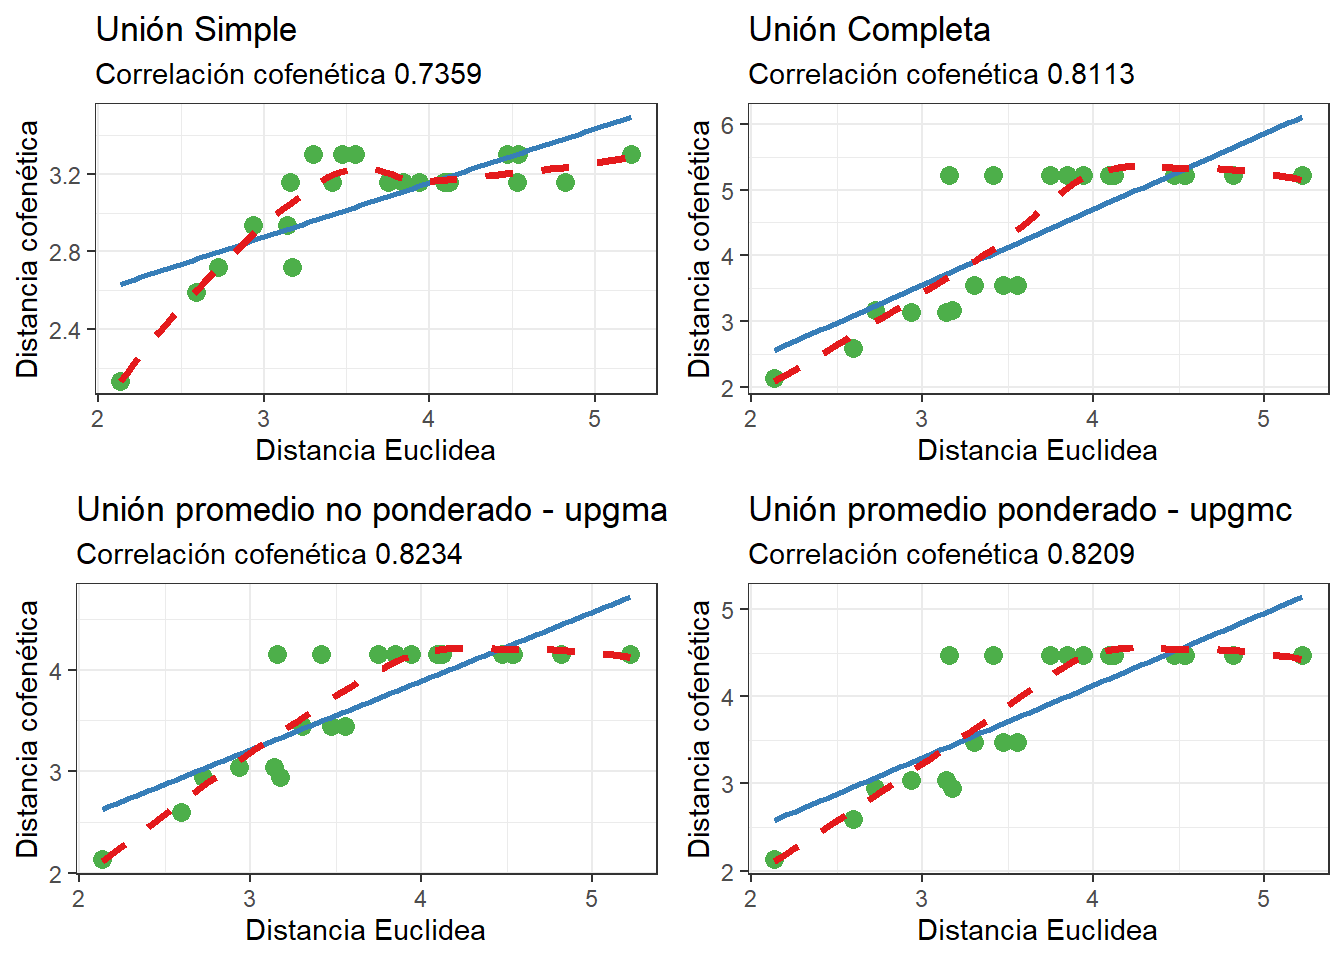 Unión Simple
Correlación cofenética 0.7359
Distancia cofenética
3.2
2.8
2.4
2 3 4 5
Distancia Euclidea
Unión Completa
Correlación cofenética 0.8113
Distancia cofenética
6
5
4
3
2
2 3 4 5
Distancia Euclidea
Unión promedio no ponderado - upgma
Correlación cofenética 0.8234
Distancia cofenética
4
3
2
2 3 4 5
Distancia Euclidea
Unión promedio ponderado - upgmc
Correlación cofenética 0.8209
Distancia cofenética
5
4
3
2
2 3 4 5
Distancia Euclidea